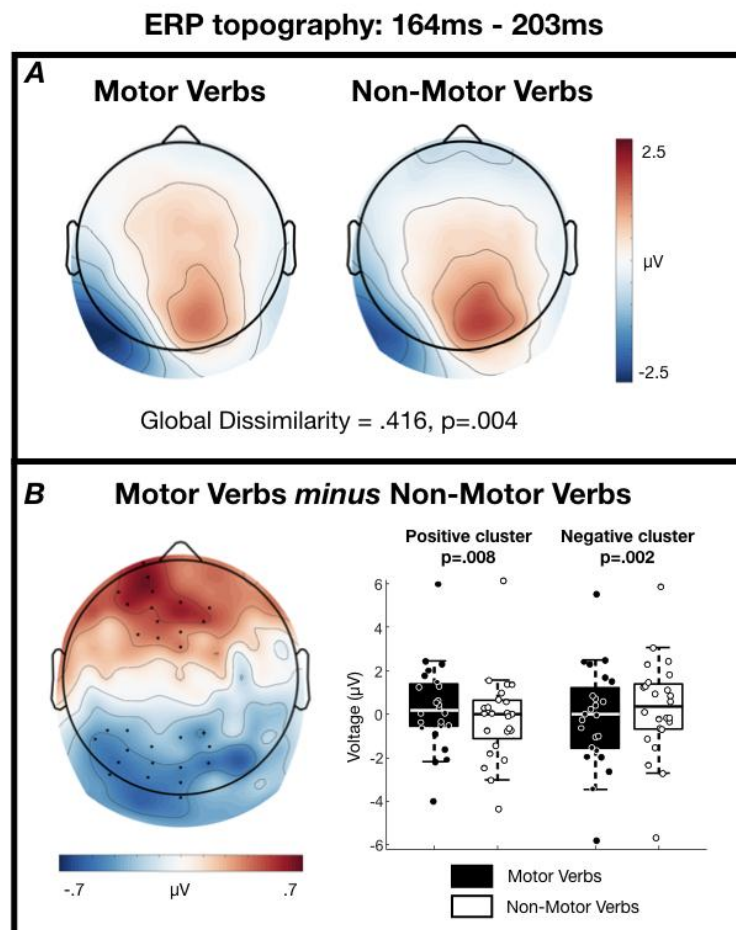 ERP topography: 164ms - 203ms
A
Motor Verbs
Non-Motor Verbs
2.5
µV
-2.5
Global Dissimilarity = .416, p=.004
B
Motor Verbs minus Non-Motor Verbs
Positive cluster
p=.008
Negative cluster
p=.002
6
4
2
0
-2
-4
-6
Voltage (µV)
-.7
µV
.7
Motor Verbs
Non-Motor Verbs